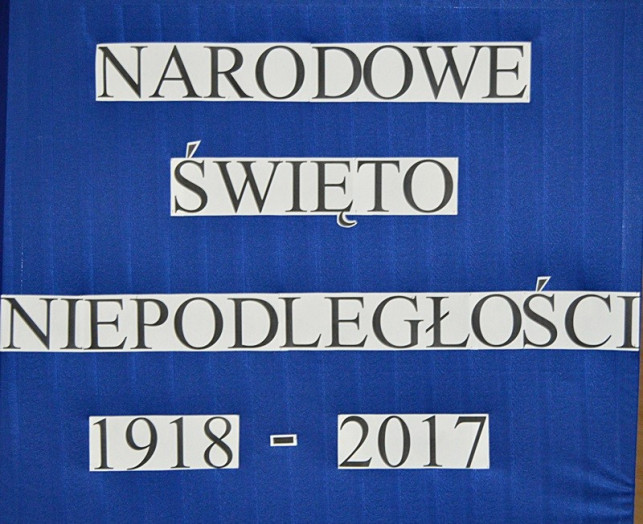 NARODOWE
ŚWIĘTO
NIEPODLEGŁOŚCI
1918 - 2017